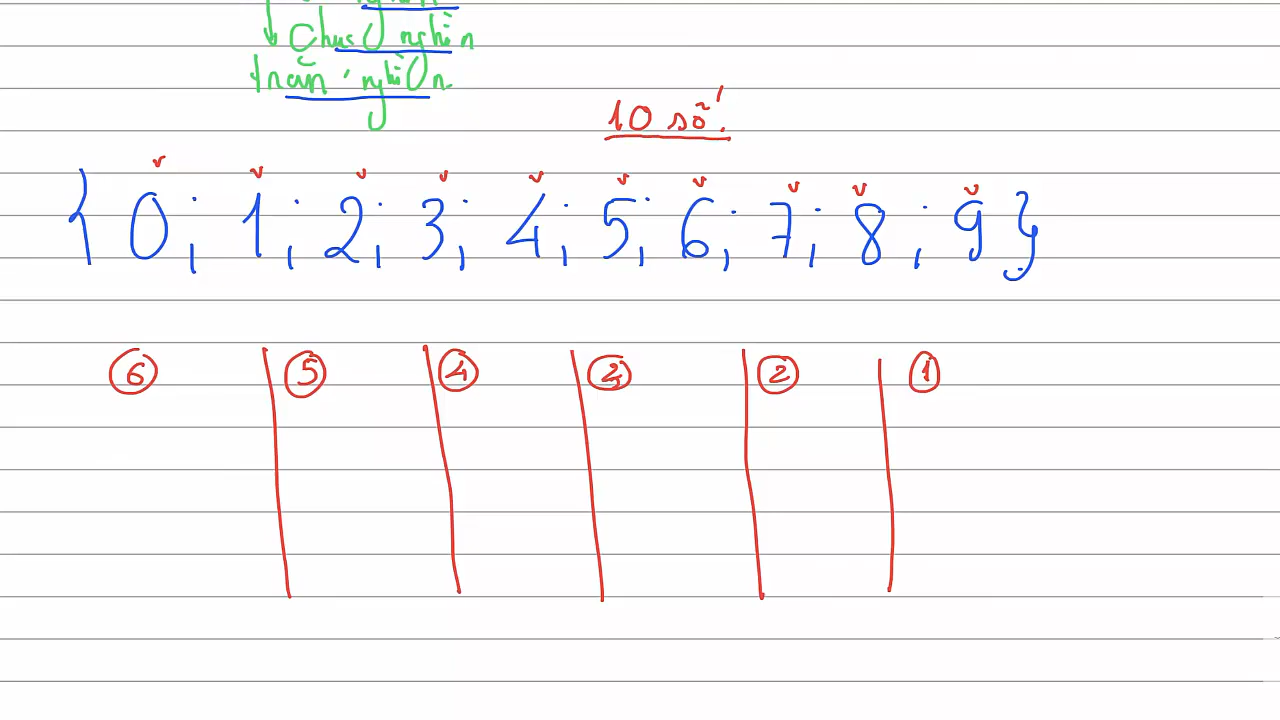 Chục nghìn
trăm nghìn
10 số!
{ 0; 1; 2; 3; 4; 5; 6; 7; 8; 9 }
6 5 4 3 2 1